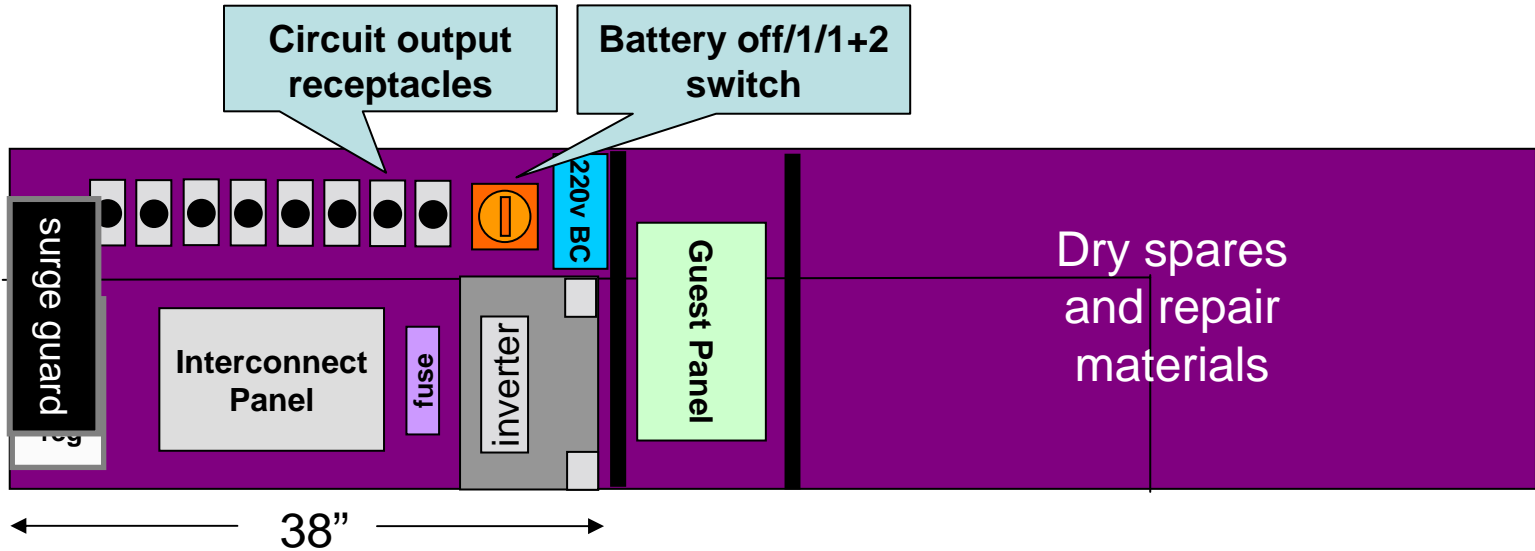 Circuit output
receptacles
Battery off/1/1+2
switch
220v BC
surge guard
Interconnect
Panel
fuse
inverter
Guest Panel
Dry spares
and repair
materials
38”